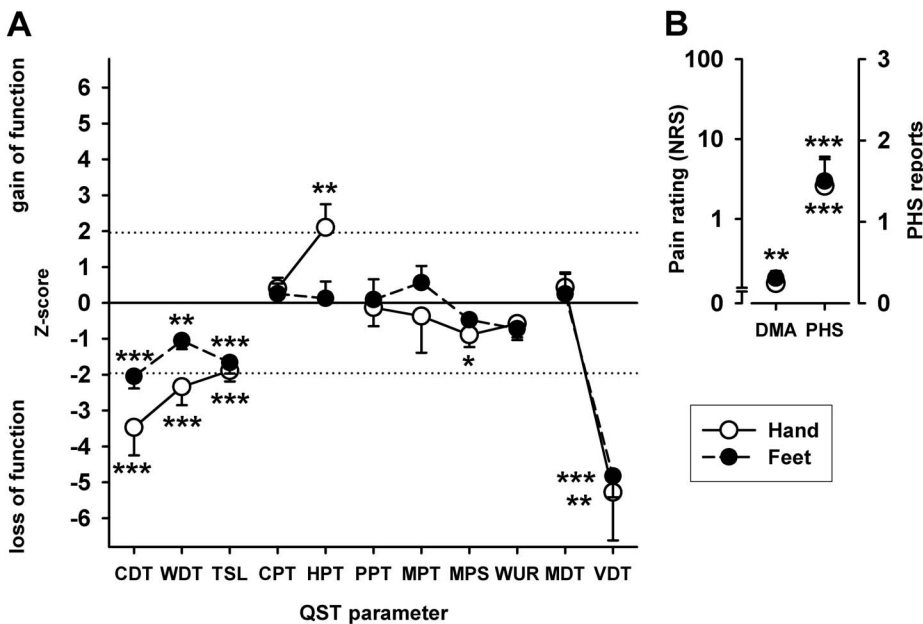 A
gain of function
loss of function
Z-score
6
5
4
3
2
1
0
-1
-2
-3
-4
-5
-6
**
***
**
***
***
***
***
*
***
**
CDT WDT TSL CPT HPT PPT MPT MPS WUR MDT VDT
QST parameter
B
Pain rating (NRS)
100
10
1
0
3
2
1
0
PHS reports
**
***
***
DMA PHS
Hand
Feet